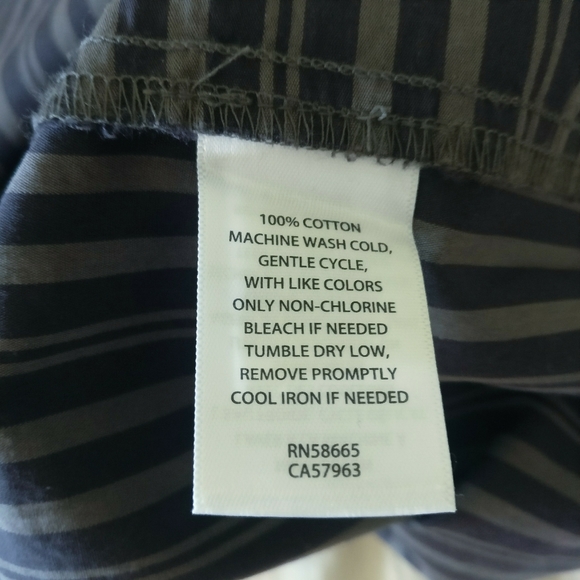 100% COTTON
MACHINE WASH COLD,
GENTLE CYCLE,
WITH LIKE COLORS
ONLY NON-CHLORINE
BLEACH IF NEEDED
TUMBLE DRY LOW,
REMOVE PROMPTLY
COOL IRON IF NEEDED
RN58665
CA57963